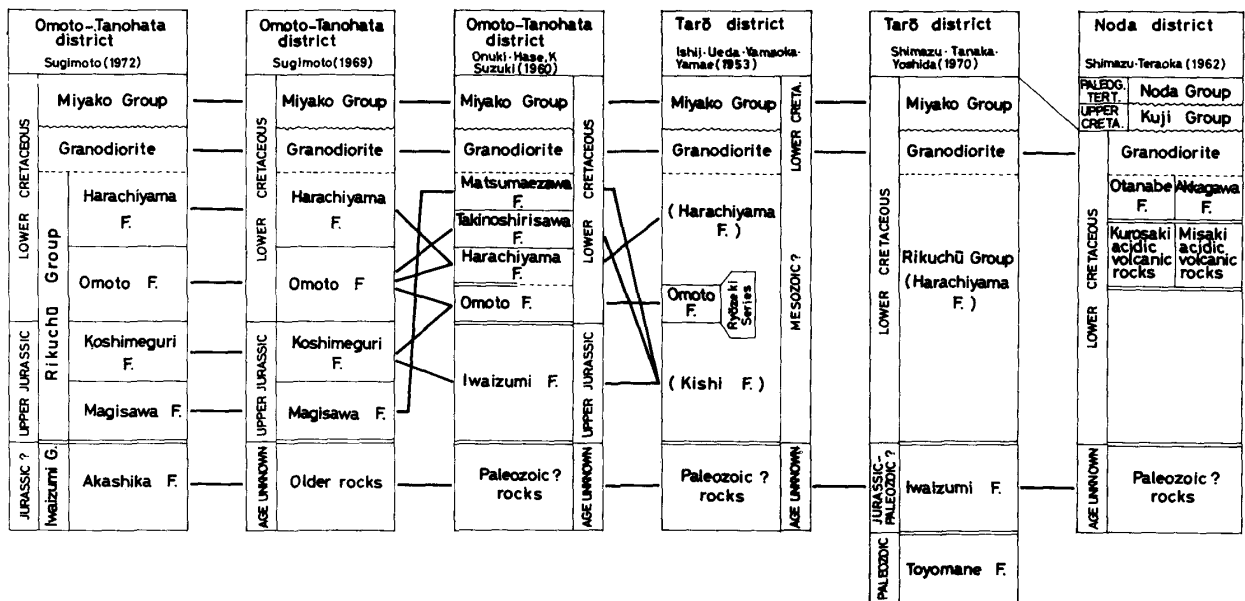 Omoto-Tanohata
district
Sugimoto (1972)
LOWER CRETACEOUS
UPPER JURASSIC
JURASSIC ?
Rikuchū Group
Iwaizumi G.
Miyako Group
Granodiorite
Harachiyama
F.
Omoto F.
Koshimeguri
F.
Magisawa F.
Akashika F.
Omoto-Tanohata
district
Sugimoto (1969)
LOWER CRETACEOUS
UPPER JURASSIC
AGE UNKNOWN
Miyako Group
Granodiorite
Harachiyama
F.
Omoto F
Koshimeguri
F.
Magisawa F.
Older rocks
Omoto-Tanohata
district
Onuki·Hase, K
Suzuki (1960)
Miyako Group
Granodiorite
Matsumaezawa
F.
Takinoshirisawa
F.
Harachiyama
F.
Omoto F.
Iwaizumi F.
Paleozoic ?
rocks
LOWER CRETACEOUS
UPPER JURASSIC
AGE UNKNOWN
Tarō district
Ishii·Ueda·Yamaoka·
Yamae (1953)
Miyako Group
Granodiorite
(Harachiyama
F. )
Omoto
F.
Ryōseki
Series
( Kishi F. )
Paleozoic ?
rocks
LOWER CRETA.
MESOZOIC ?
AGE UNKNOWN
Tarō district
Shimazu·Tanaka·
Yoshida (1970)
LOWER CRETACEOUS
JURASSIC-
PALEOZOIC ?
PALEOZOIC
Miyako Group
Granodiorite
Rikuchū Group
(Harachiyama
F. )
Iwaizumi F.
Toyomane F.
Noda district
Shimazu·Teraoka (1962)
PALEOG.
TERT.
Noda Group
UPPER
CRETA.
Kuji Group
LOWER CRETACEOUS
AGE UNKNOWN
Granodiorite
Otanabe
F.
Akkagawa
F.
Kurosaki
acidic
volcanic
rocks
Misaki
acidic
volcanic
rocks
Paleozoic ?
rocks